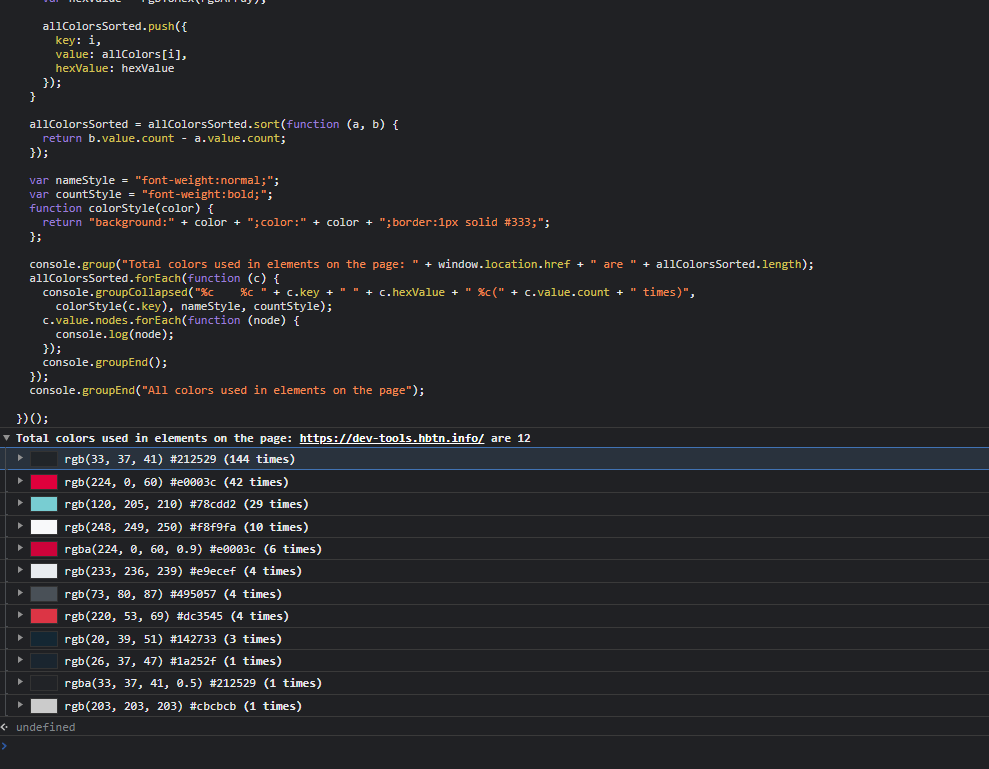 var hexValue = rgbToHex(rgbArray);
allColorsSorted.push({
key: i,
value: allColors[i],
hexValue: hexValue
});
}
allColorsSorted = allColorsSorted.sort(function (a, b) {
return b.value.count - a.value.count;
});
var nameStyle = "font-weight:normal;";
var countStyle = "font-weight:bold;";
function colorStyle(color) {
return "background:" + color + ";color:" + color + ";border:1px solid #333;";
};
console.group("Total colors used in elements on the page: " + window.location.href + " are " + allColorsSorted.length);
allColorsSorted.forEach(function (c) {
console.groupCollapsed("%c    %c " + c.key + " " + c.hexValue + " %c(" + c.value.count + " times)",
colorStyle(c.key), nameStyle, countStyle);
c.value.nodes.forEach(function (node) {
console.log(node);
});
console.groupEnd();
});
console.groupEnd("All colors used in elements on the page");
})();
Total colors used in elements on the page: https://dev-tools.hbtn.info/ are 12
rgb(33, 37, 41) #212529 (144 times)
rgb(224, 0, 60) #e0003c (42 times)
rgb(120, 205, 210) #78cdd2 (29 times)
rgb(248, 249, 250) #f8f9fa (10 times)
rgba(224, 0, 60, 0.9) #e0003c (6 times)
rgb(233, 236, 239) #e9ecef (4 times)
rgb(73, 80, 87) #495057 (4 times)
rgb(220, 53, 69) #dc3545 (4 times)
rgb(20, 39, 51) #142733 (3 times)
rgb(26, 37, 47) #1a252f (1 times)
rgba(33, 37, 41, 0.5) #212529 (1 times)
rgb(203, 203, 203) #cbcbcb (1 times)
undefined